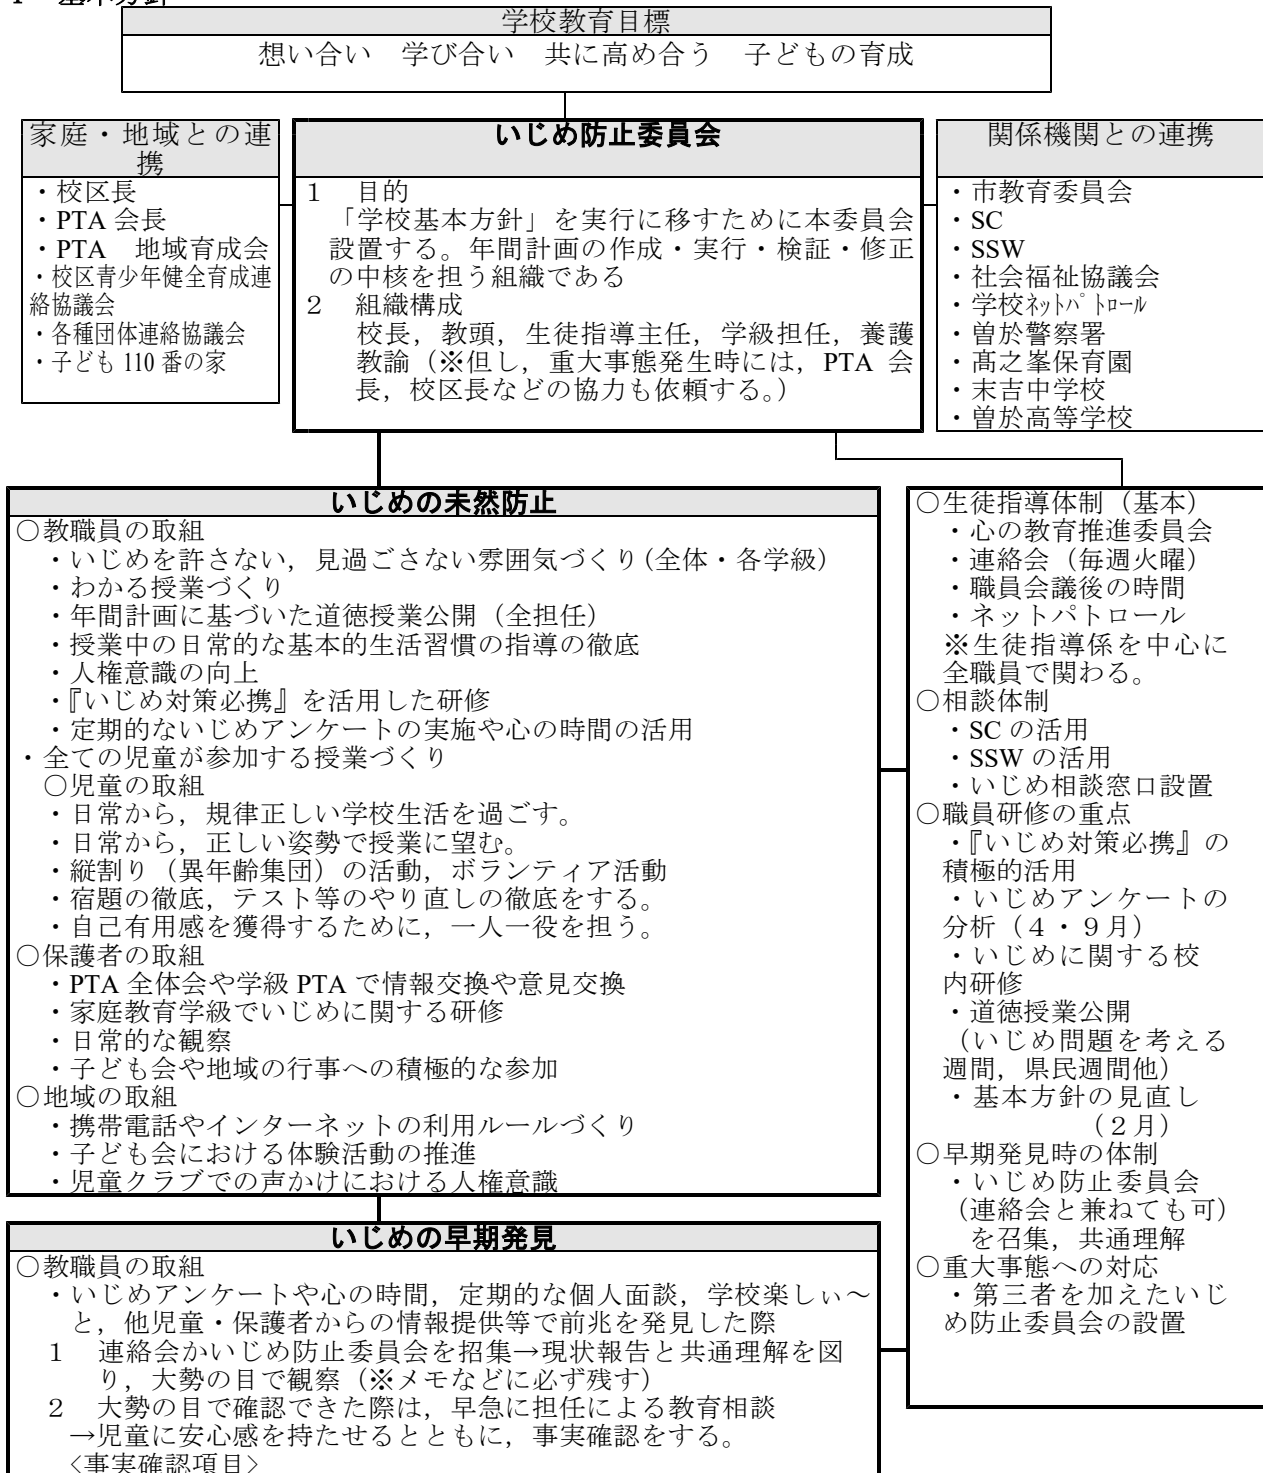 学校教育目標
想い合い　学び合い　共に高め合う　子どもの育成
家庭・地域との連
携
・校区長
・PTA 会長
・PTA　地域育成会
・校区青少年健全育成連
絡協議会
・各種団体連絡協議会
・子ども 110 番の家
いじめ防止委員会
1　目的
「学校基本方針」を実行に移すために本委員会
設置する。年間計画の作成・実行・検証・修正
の中核を担う組織である
2　組織構成
校長，教頭，生徒指導主任，学級担任，養護
教諭（※但し，重大事態発生時には，PTA 会
長，校区長などの協力も依頼する。）
関係機関との連携
・市教育委員会
・SC
・SSW
・社会福祉協議会
・学校ﾈｯﾄﾊﾟﾄﾛｰﾙ
・曽於警察署
・髙之峯保育園
・末吉中学校
・曽於高等学校
いじめの未然防止
○教職員の取組
・いじめを許さない，見過ごさない雰囲気づくり(全体・各学級）
・わかる授業づくり
・年間計画に基づいた道徳授業公開（全担任）
・授業中の日常的な基本的生活習慣の指導の徹底
・人権意識の向上
・『いじめ対策必携』を活用した研修
・定期的ないじめアンケートの実施や心の時間の活用
・全ての児童が参加する授業づくり
○児童の取組
・日常から，規律正しい学校生活を過ごす。
・日常から，正しい姿勢で授業に望む。
・縦割り（異年齢集団）の活動，ボランティア活動
・宿題の徹底，テスト等のやり直しの徹底をする。
・自己有用感を獲得するために，一人一役を担う。
○保護者の取組
・PTA 全体会や学級 PTA で情報交換や意見交換
・家庭教育学級でいじめに関する研修
・日常的な観察
・子ども会や地域の行事への積極的な参加
○地域の取組
・携帯電話やインターネットの利用ルールづくり
・子ども会における体験活動の推進
・児童クラブでの声かけにおける人権意識
いじめの早期発見
○教職員の取組
・いじめアンケートや心の時間，定期的な個人面談，学校楽しぃ～
と，他児童・保護者からの情報提供等で前兆を発見した際
1　連絡会かいじめ防止委員会を招集→現状報告と共通理解を図
り，大勢の目で観察（※メモなどに必ず残す）
2　大勢の目で確認できた際は，早急に担任による教育相談
→児童に安心感を持たせるとともに，事実確認をする。
〈事実確認項目〉
○生徒指導体制（基本）
・心の教育推進委員会
・連絡会（毎週火曜）
・職員会議後の時間
・ネットパトロール
※生徒指導係を中心に
全職員で関わる。
○相談体制
・SC の活用
・SSW の活用
・いじめ相談窓口設置
○職員研修の重点
・『いじめ対策必携』の
積極的活用
・いじめアンケートの
分析（4・9月）
・いじめに関する校
内研修
・道徳授業公開
（いじめ問題を考える
週間，県民週間他）
・基本方針の見直し
（2月）
○早期発見時の体制
・いじめ防止委員会
（連絡会と兼ねても可）
を召集，共通理解
○重大事態への対応
・第三者を加えたいじ
め防止委員会の設置